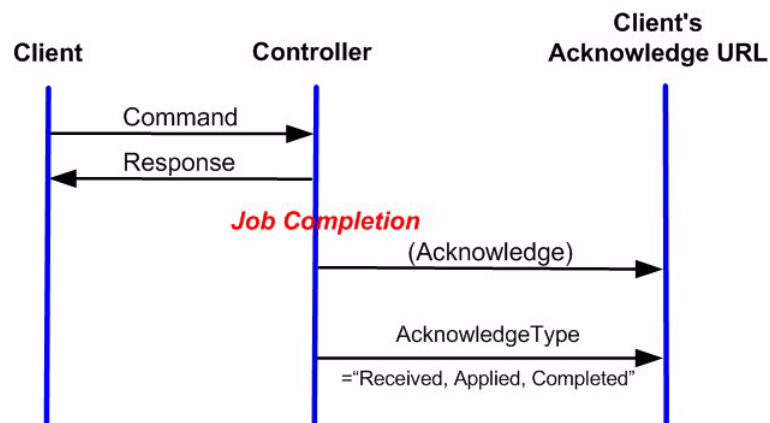 Client
Controller
Client's
Acknowledge URL
Command
Response
Job Completion
(Acknowledge)
AcknowledgeType
=“Received, Applied, Completed”